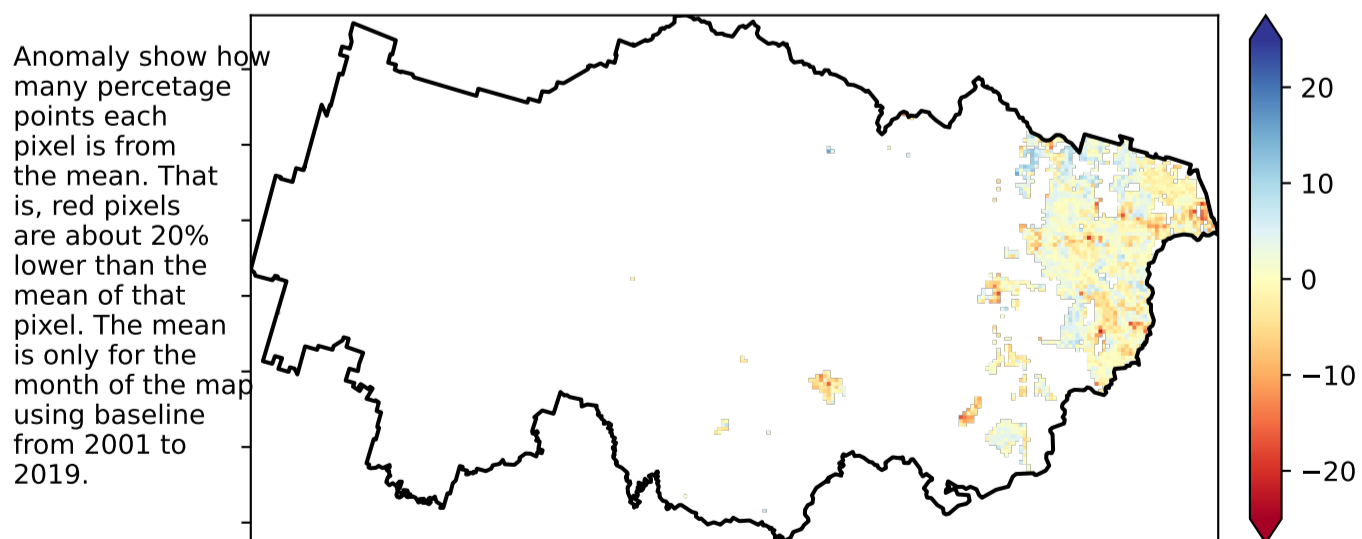 Anomaly show how
many percetage
points each
pixel is from
the mean. That
is, red pixels
are about 20%
lower than the
mean of that
pixel. The mean
is only for the
month of the map
using baseline
from 2001 to
2019.
20
10
0
−10
−20